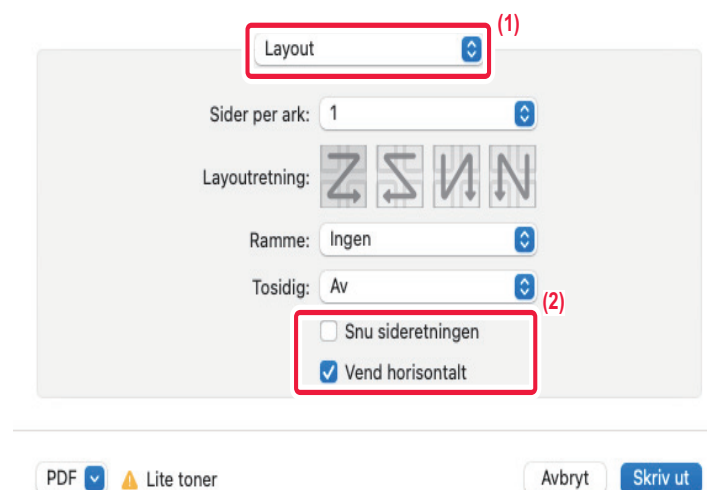 (1)
Layout
Sider per ark: 1
Layoutretning:
Ramme: Ingen
Tosidig: Av
(2)
Snu sideretningen
Vend horisontalt
PDF Lite toner Avbryt Skriv ut